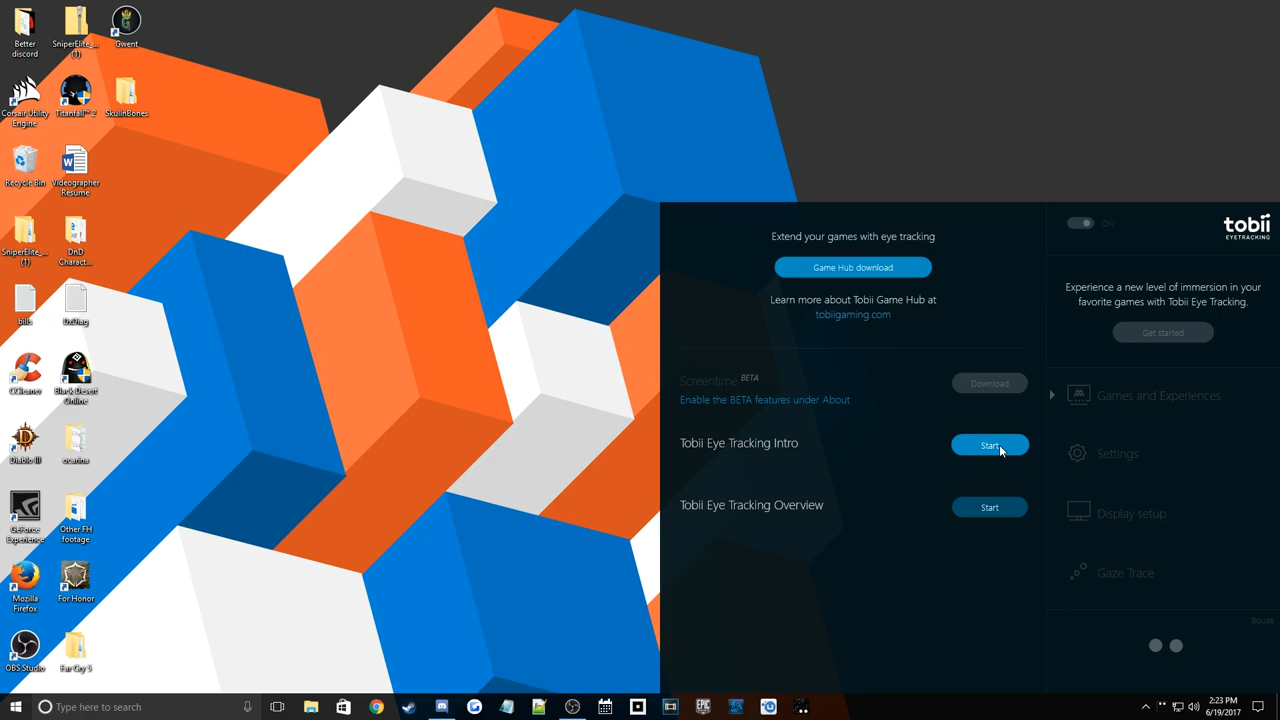 Better
discord
SniperElite_...
(1)
Gwent
Corsair Utility
Engine
Titanfall™ 2
SkullnBones
Recycle Bin
Videographer
Resume
SniperElite_...
(1)
DnD
Charact...
bills
DxDiag
CCleaner
Black Desert
Online
Diablo III
ocarina
GeForce
Experience
Other FH
footage
Mozilla
Firefox
For Honor
OBS Studio
Far Cry 5
Extend your games with eye tracking
Game Hub download
Learn more about Tobii Game Hub at
tobiigaming.com
Screentime BETA
Download
Enable the BETA features under About
Tobii Eye Tracking Intro
Start
Tobii Eye Tracking Overview
Start
ON
tobii
EYETRACKING
Experience a new level of immersion in your
favorite games with Tobii Eye Tracking.
Get started
Games and Experiences
Settings
Display setup
Gaze Trace
Bouse
Type here to search
EPIC
2:23 PM
6/19/2017